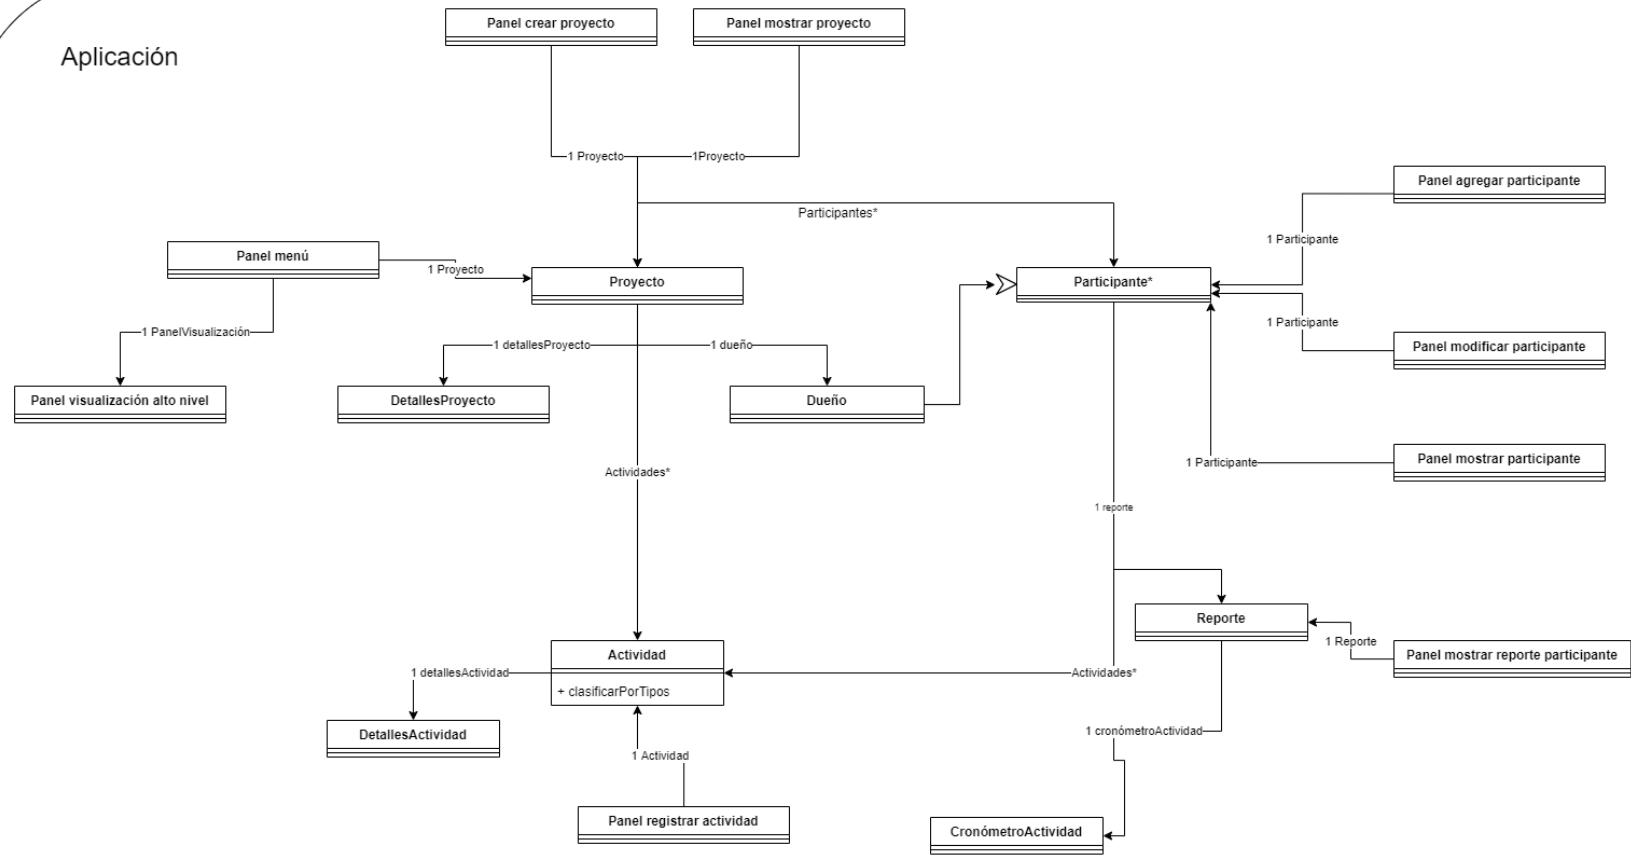 Panel crear proyecto
Panel mostrar proyecto
Aplicación
1 Proyecto
1Proyecto
Panel agregar participante
Participantes*
1 Participante
Panel menú
1 Proyecto
Proyecto
Participante*
1 PanelVisualización
1 Participante
1 detallesProyecto
1 dueño
Panel modificar participante
Panel visualización alto nivel
DetallesProyecto
Dueño
Actividades*
1 Participante
Panel mostrar participante
1 reporte
Reporte
1 Reporte
Panel mostrar reporte participante
Actividad
1 detallesActividad
Actividades*
+ clasificarPorTipos
DetallesActividad
1 cronómetroActividad
1 Actividad
Panel registrar actividad
CronómetroActividad